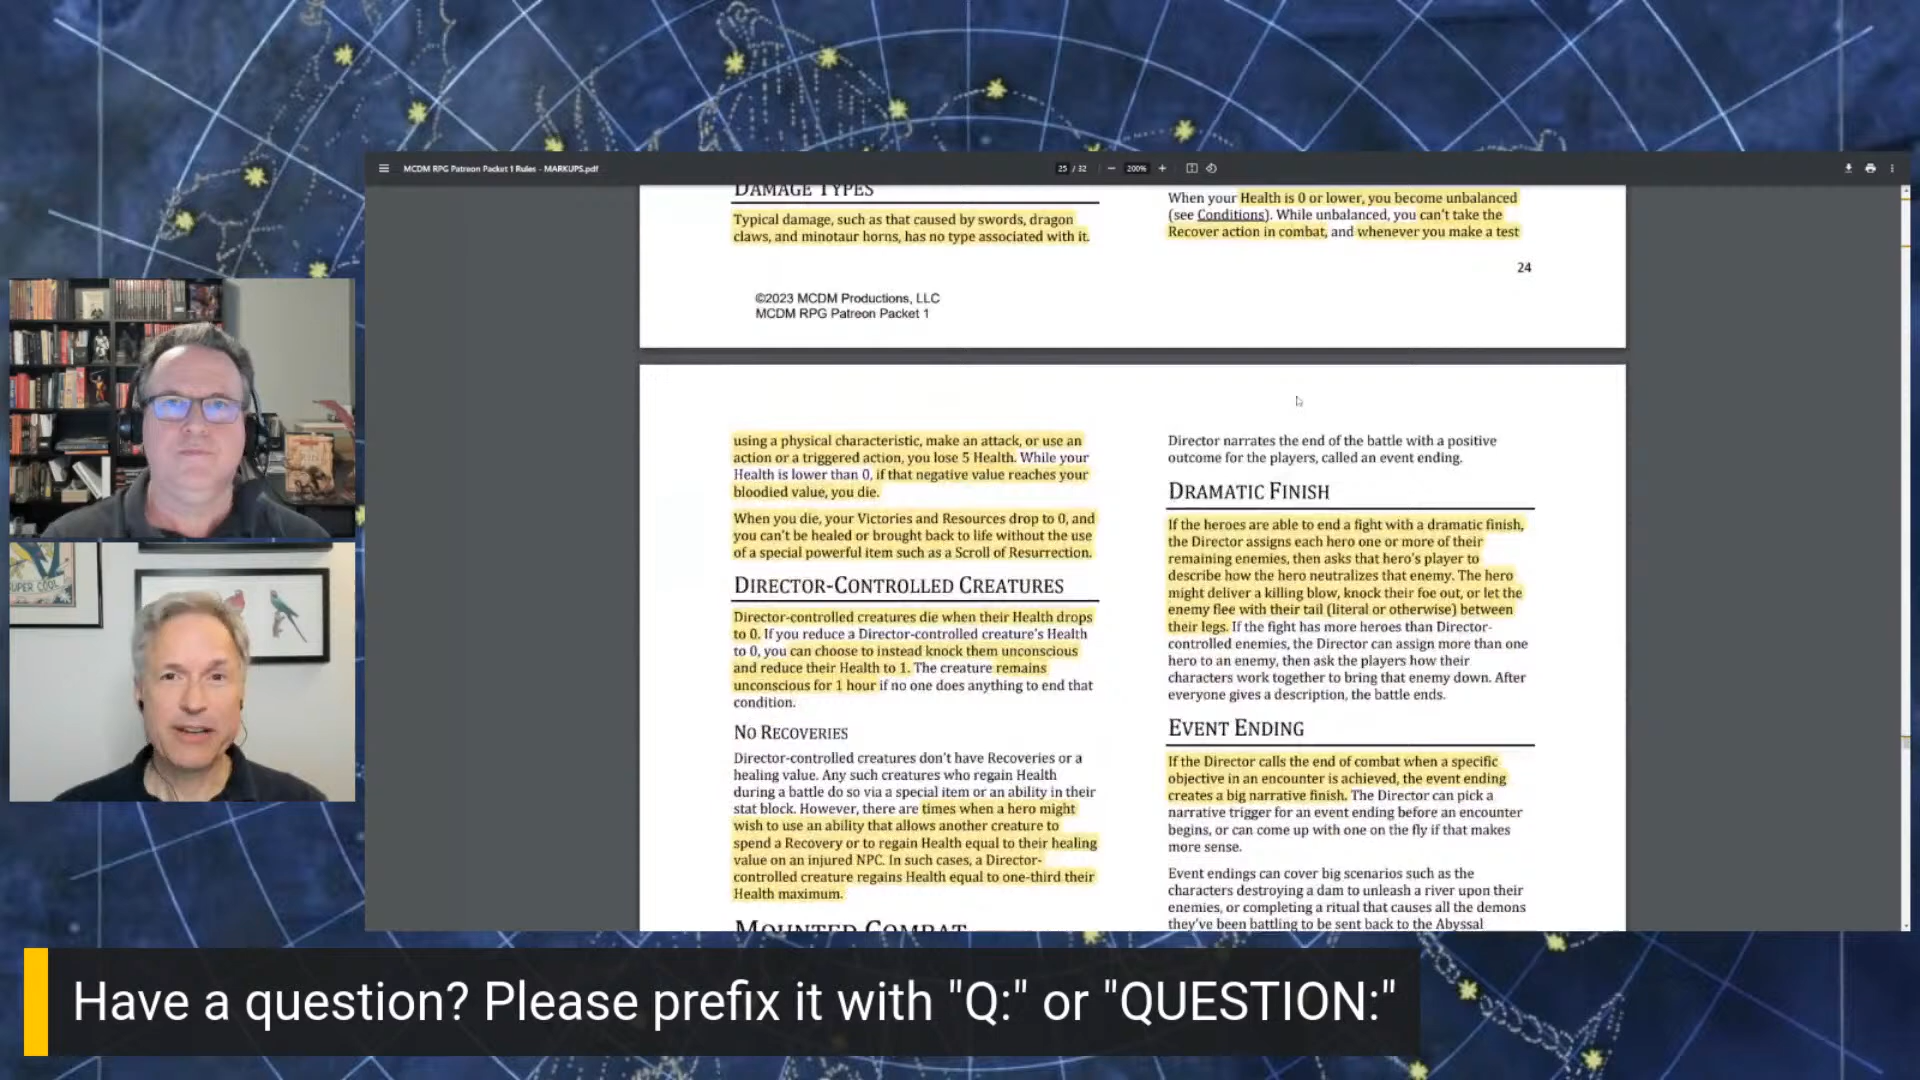 MCDM RPG Patreon Packet 1 Rules - MARKUPS.pdf
25 / 32
200%
DAMAGE TYPES
Typical damage, such as that caused by swords, dragon
claws, and minotaur horns, has no type associated with it.
When your Health is 0 or lower, you become unbalanced
(see Conditions). While unbalanced, you can't take the
Recover action in combat, and whenever you make a test
24
©2023 MCDM Productions, LLC
MCDM RPG Patreon Packet 1
using a physical characteristic, make an attack, or use an
action or a triggered action, you lose 5 Health. While your
Health is lower than 0, if that negative value reaches your
bloodied value, you die.
When you die, your Victories and Resources drop to 0, and
you can't be healed or brought back to life without the use
of a special powerful item such as a Scroll of Resurrection.
DIRECTOR-CONTROLLED CREATURES
Director-controlled creatures die when their Health drops
to 0. If you reduce a Director-controlled creature's Health
to 0, you can choose to instead knock them unconscious
and reduce their Health to 1. The creature remains
unconscious for 1 hour if no one does anything to end that
condition.
NO RECOVERIES
Director-controlled creatures don't have Recoveries or a
healing value. Any such creatures who regain Health
during a battle do so via a special item or an ability in their
stat block. However, there are times when a hero might
wish to use an ability that allows another creature to
spend a Recovery or to regain Health equal to their healing
value on an injured NPC. In such cases, a Director-
controlled creature regains Health equal to one-third their
Health maximum.
MOUNTED COMBAT
Director narrates the end of the battle with a positive
outcome for the players, called an event ending.
DRAMATIC FINISH
If the heroes are able to end a fight with a dramatic finish,
the Director assigns each hero one or more of their
remaining enemies, then asks that hero's player to
describe how the hero neutralizes that enemy. The hero
might deliver a killing blow, knock their foe out, or let the
enemy flee with their tail (literal or otherwise) between
their legs. If the fight has more heroes than Director-
controlled enemies, the Director can assign more than one
hero to an enemy, then ask the players how their
characters work together to bring that enemy down. After
everyone gives a description, the battle ends.
EVENT ENDING
If the Director calls the end of combat when a specific
objective in an encounter is achieved, the event ending
creates a big narrative finish. The Director can pick a
narrative trigger for an event ending before an encounter
begins, or can come up with one on the fly if that makes
more sense.
Event endings can cover big scenarios such as the
characters destroying a dam to unleash a river upon their
enemies, or completing a ritual that causes all the demons
they've been battling to be sent back to the Abyssal
SUPER COOL
Have a question? Please prefix it with "Q:" or "QUESTION:"